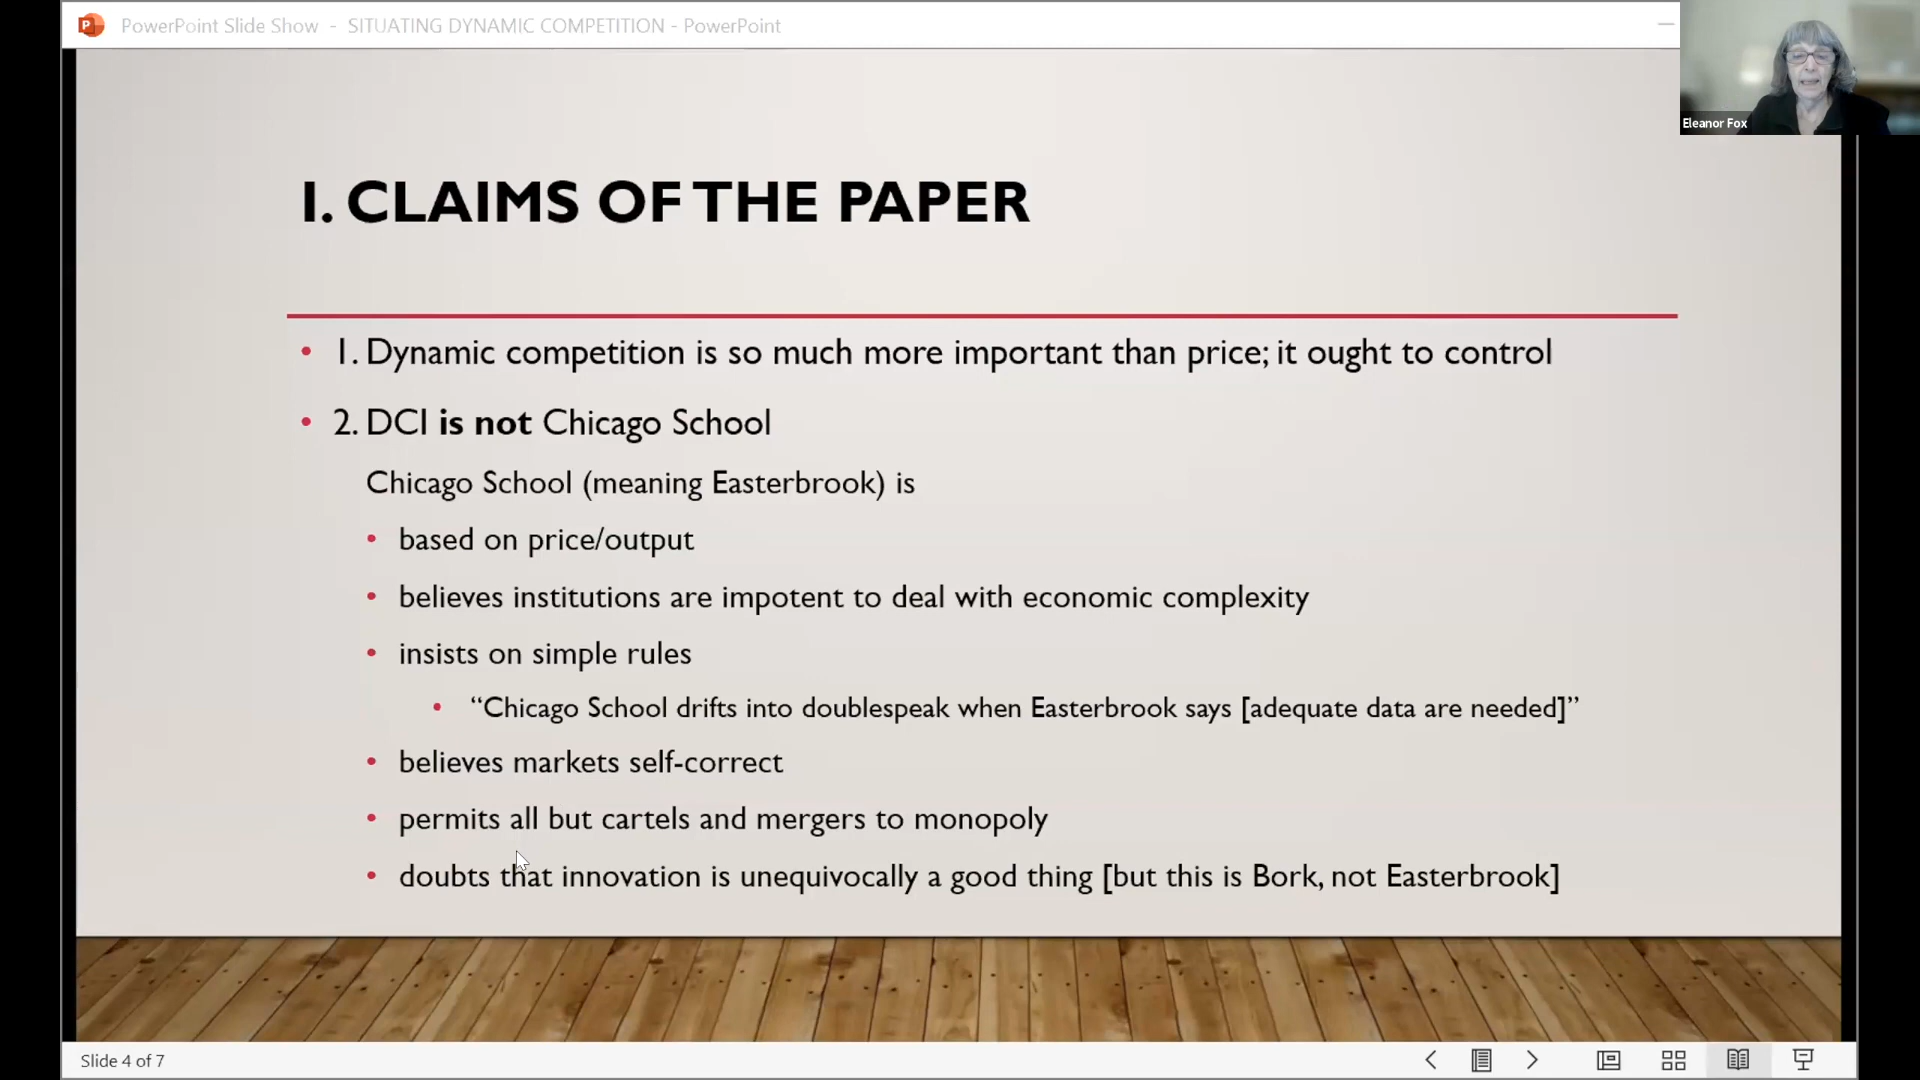 PowerPoint Slide Show - SITUATING DYNAMIC COMPETITION - PowerPoint
Eleanor Fox
I. CLAIMS OF THE PAPER
• 1. Dynamic competition is so much more important than price; it ought to control
• 2. DCI is not Chicago School
Chicago School (meaning Easterbrook) is
• based on price/output
• believes institutions are impotent to deal with economic complexity
• insists on simple rules
• “Chicago School drifts into doublespeak when Easterbrook says [adequate data are needed]”
• believes markets self-correct
• permits all but cartels and mergers to monopoly
• doubts that innovation is unequivocally a good thing [but this is Bork, not Easterbrook]
Slide 4 of 7